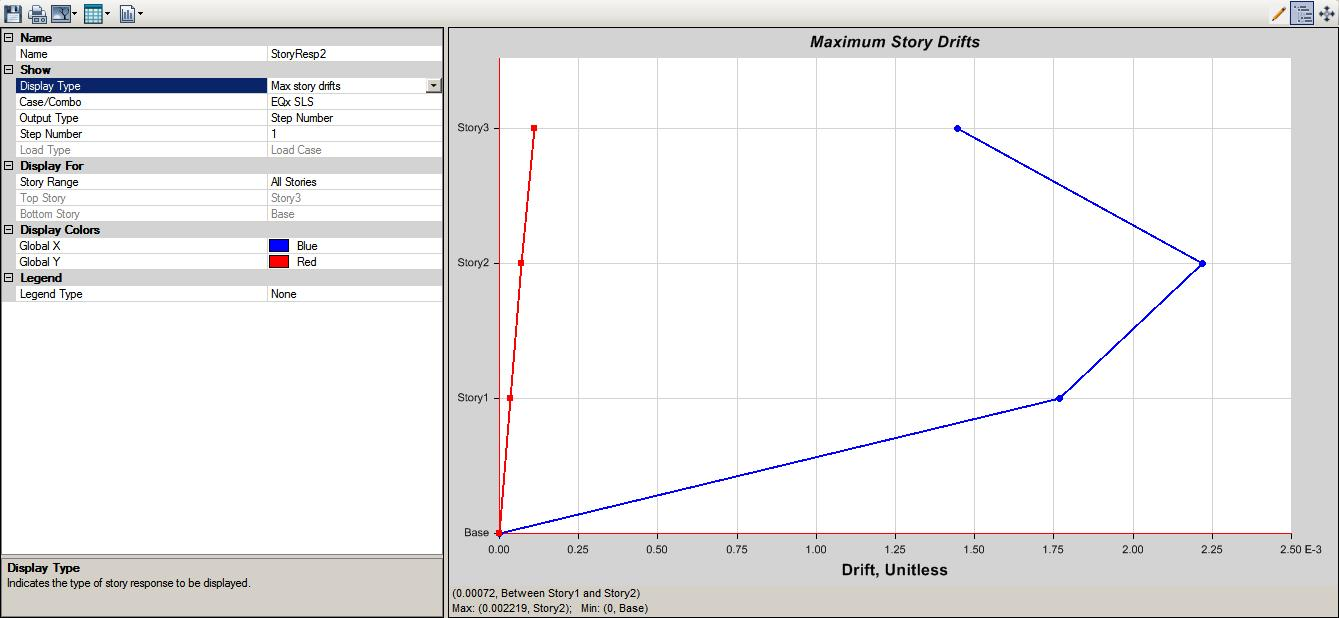 Name
Name StoryResp2
Show
Display Type Max story drifts
Case/Combo EQx SLS
Output Type Step Number
Step Number 1
Load Type Load Case
Display For
Story Range All Stories
Top Story Story3
Bottom Story Base
Display Colors
Global X Blue
Global Y Red
Legend
Legend Type None
Display Type
Indicates the type of story response to be displayed.
Maximum Story Drifts
Story3
Story2
Story1
Base
0.00 0.25 0.50 0.75 1.00 1.25 1.50 1.75 2.00 2.25 2.50 E-3
Drift, Unitless
(0.00072, Between Story1 and Story2)
Max: (0.002219, Story2); Min: (0, Base)